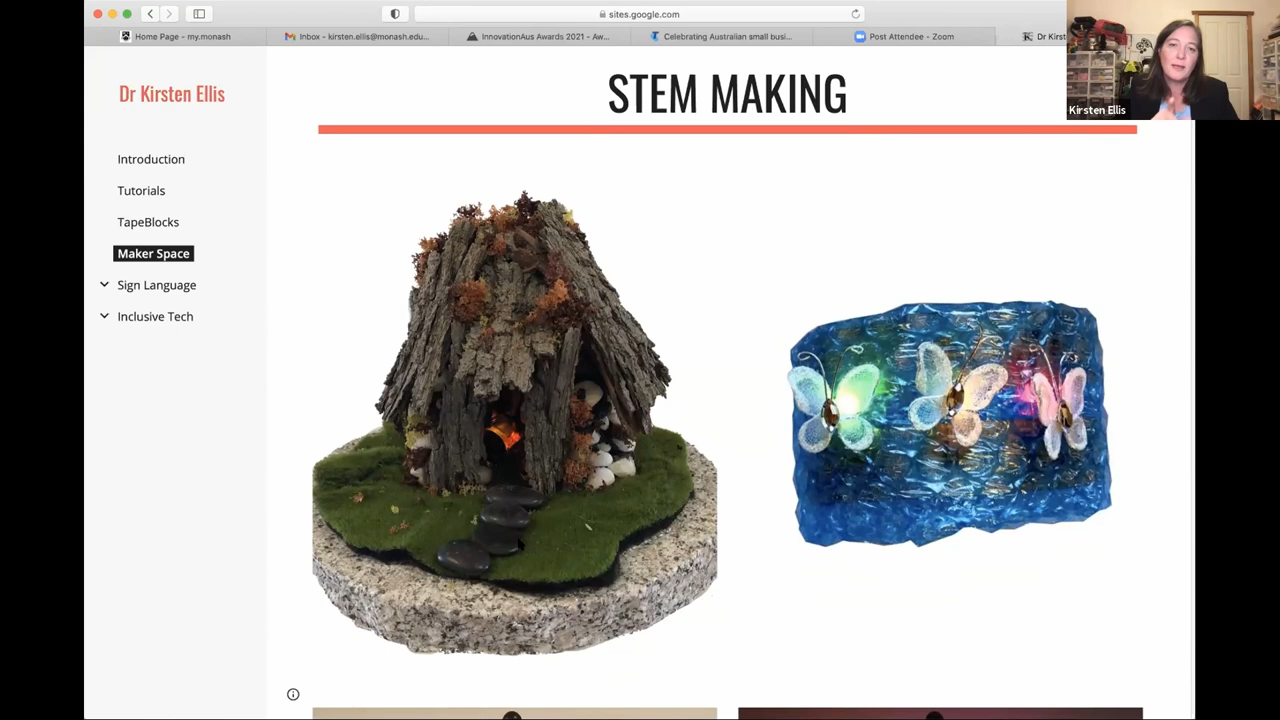 sites.google.com
Home Page - my.monash
Inbox - kirsten.ellis@monash.edu...
InnovationAus Awards 2021 - Aw...
Celebrating Australian small busi...
Post Attendee - Zoom
Dr Kirst
Kirsten Ellis
Dr Kirsten Ellis
STEM MAKING
Introduction
Tutorials
TapeBlocks
Maker Space
Sign Language
Inclusive Tech